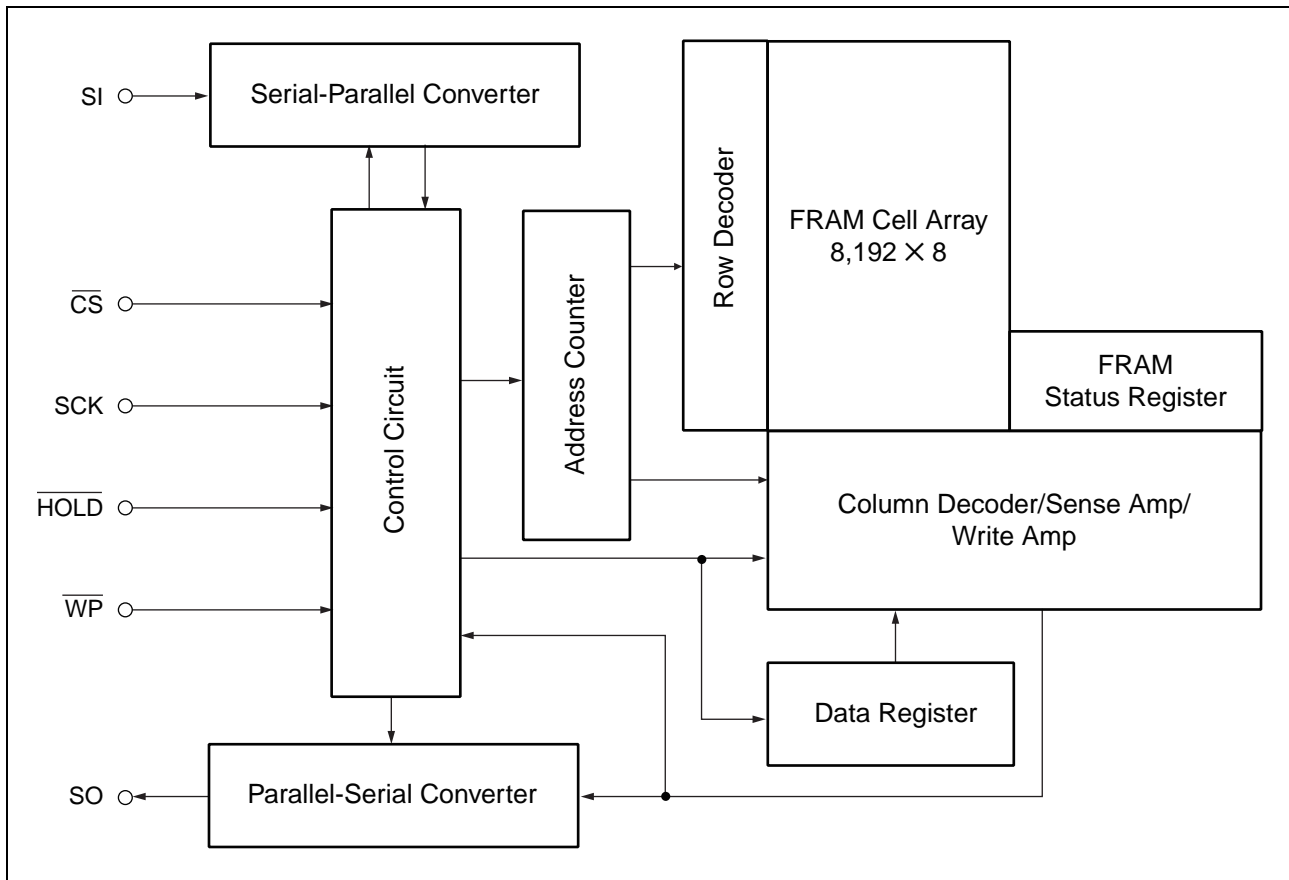 SI
Serial-Parallel Converter
CS
SCK
HOLD
WP
SO
Control Circuit
Address Counter
Row Decoder
FRAM Cell Array
8,192 × 8
FRAM
Status Register
Column Decoder/Sense Amp/
Write Amp
Data Register
Parallel-Serial Converter